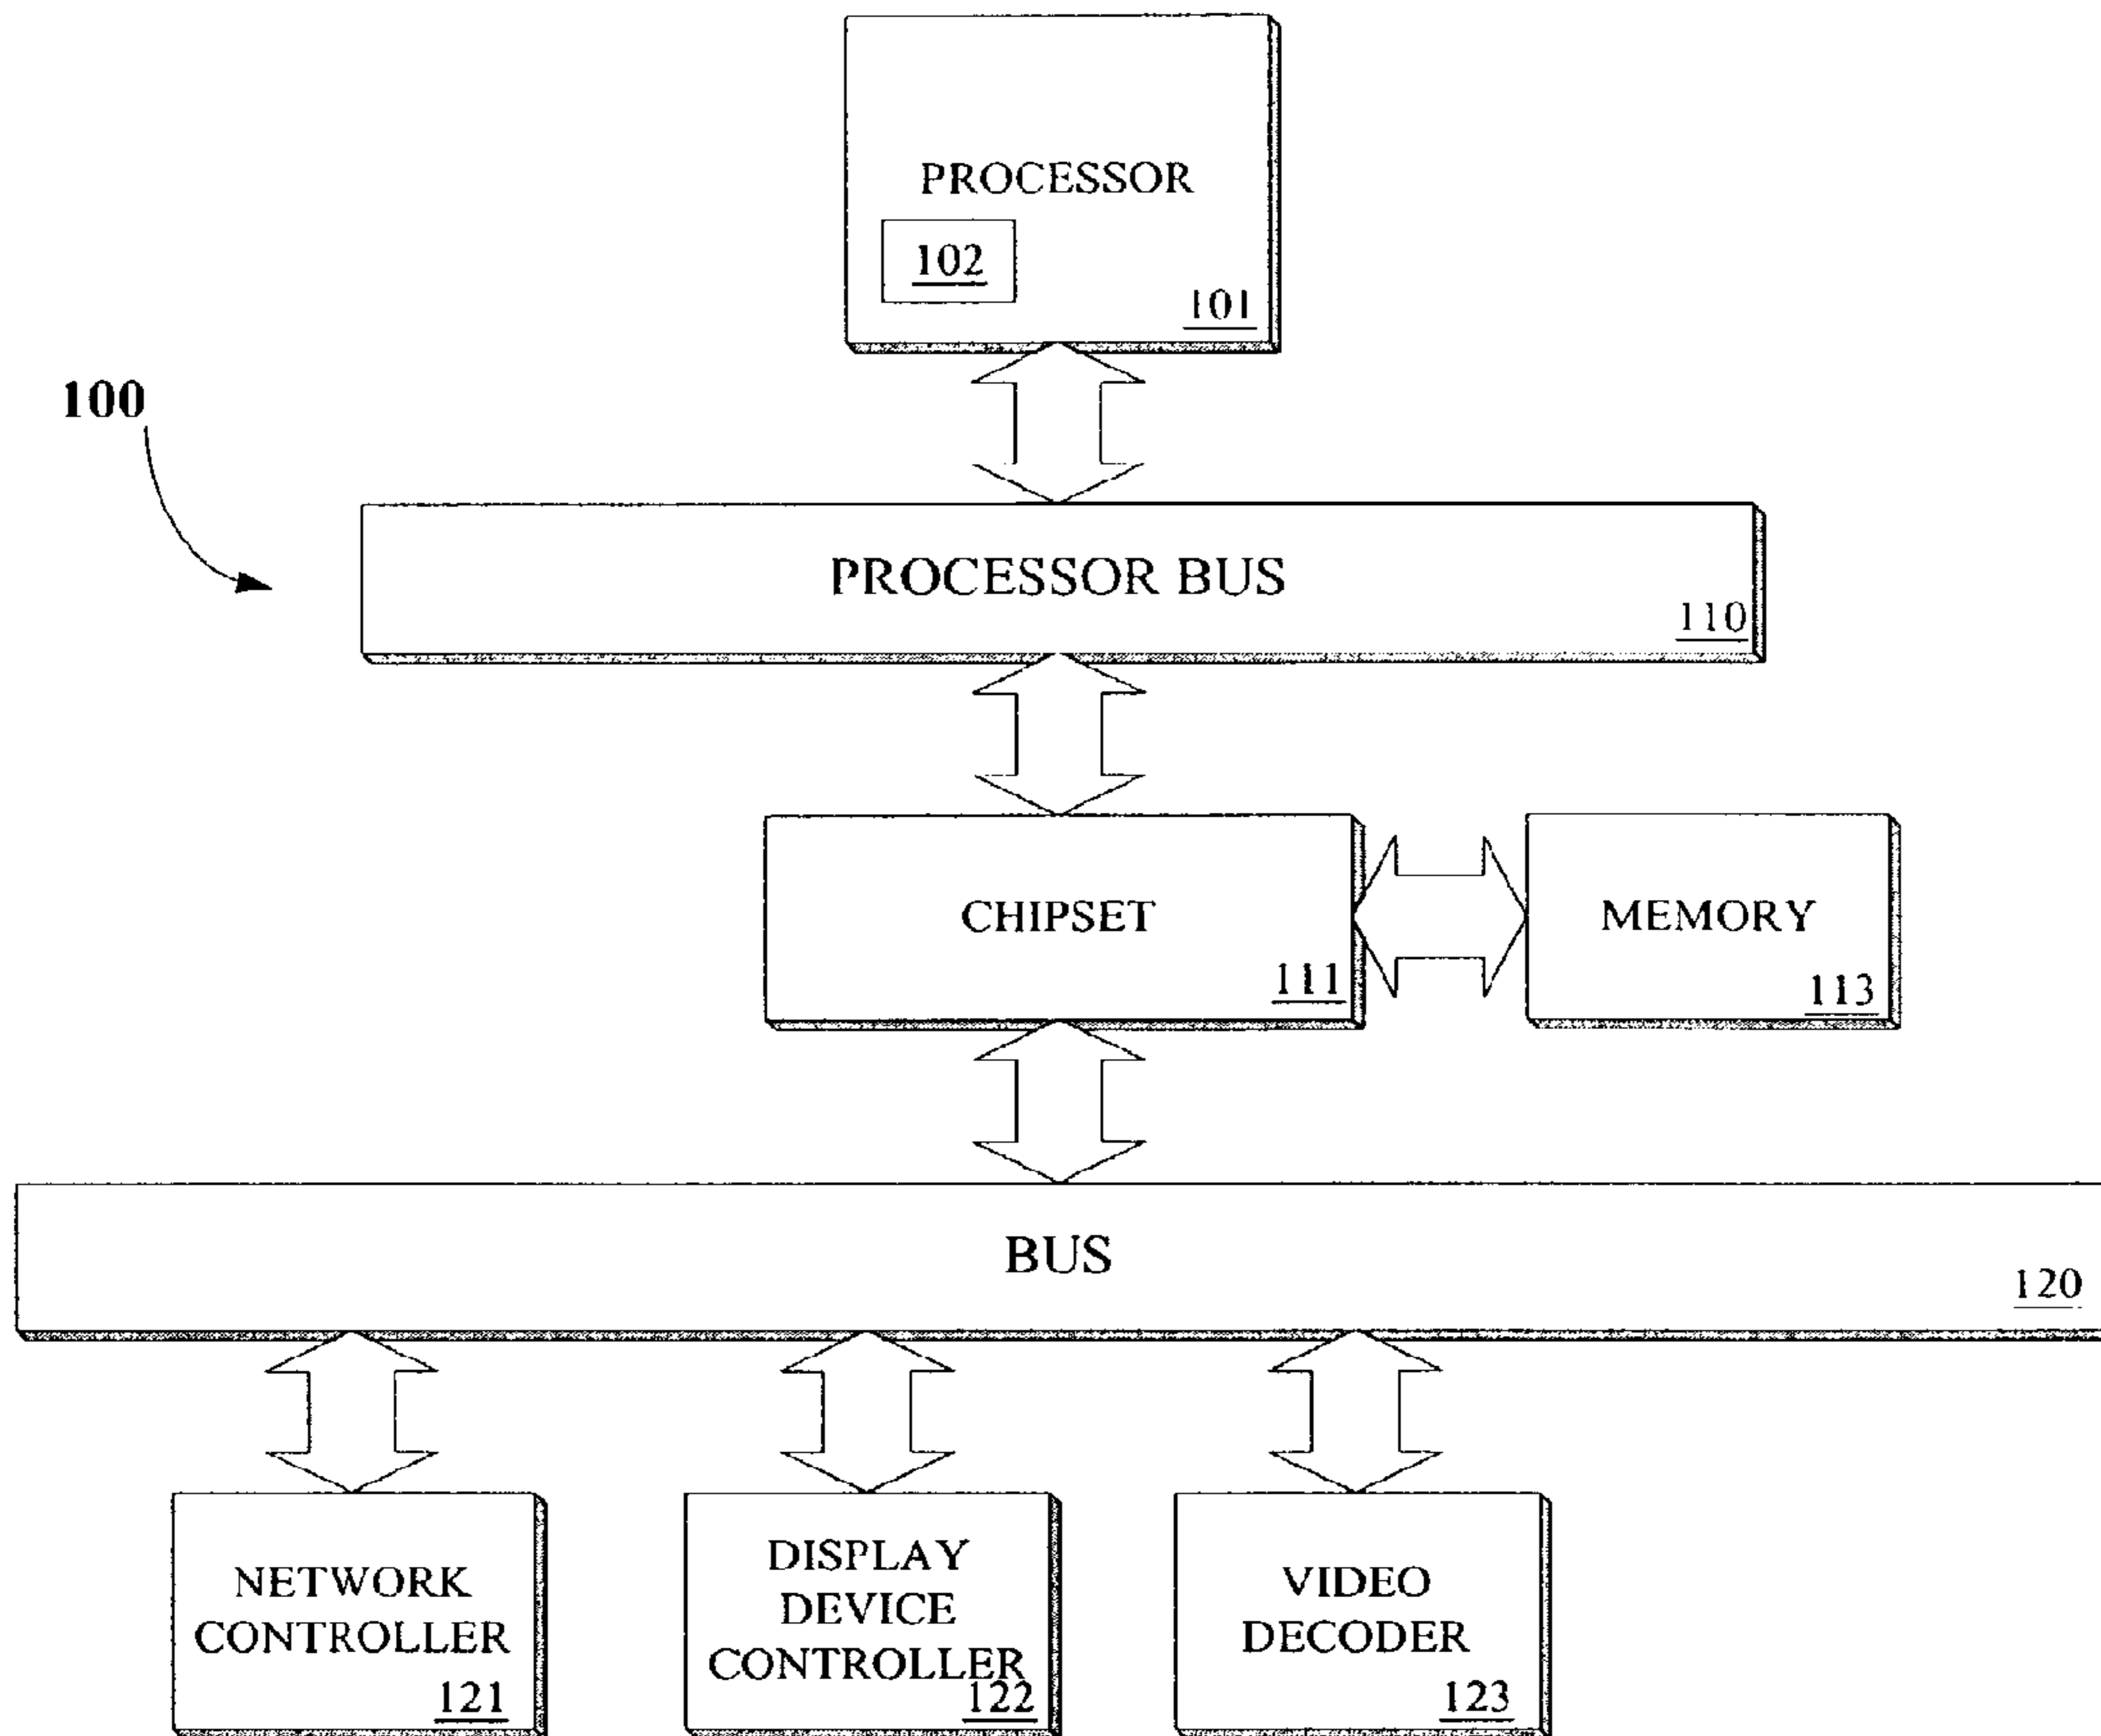 PROCESSOR
102
101
100
PROCESSOR BUS
110
CHIPSET
111
MEMORY
113
BUS
120
NETWORK
CONTROLLER
121
DISPLAY
DEVICE
CONTROLLER
122
VIDEO
DECODER
123